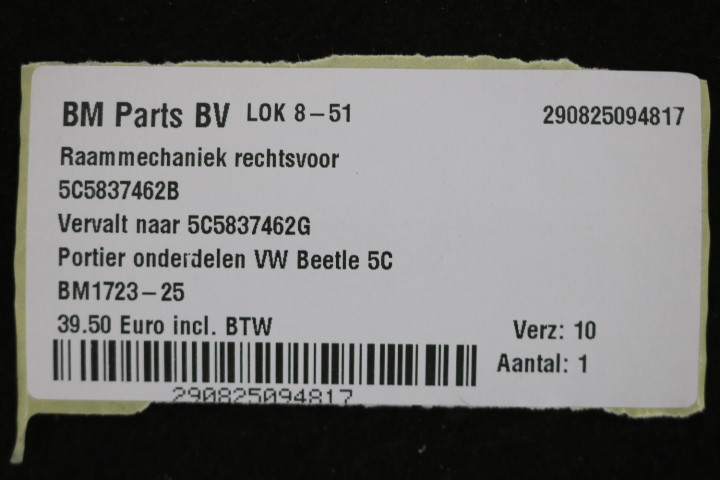 BM Parts BV LOK 8-51 290825094817
Raammechaniek rechtsvoor
5C5837462B
Vervalt naar 5C5837462G
Portier onderdelen VW Beetle 5C
BM1723-25
39.50 Euro incl. BTW Verz: 10
Aantal: 1
290825094817